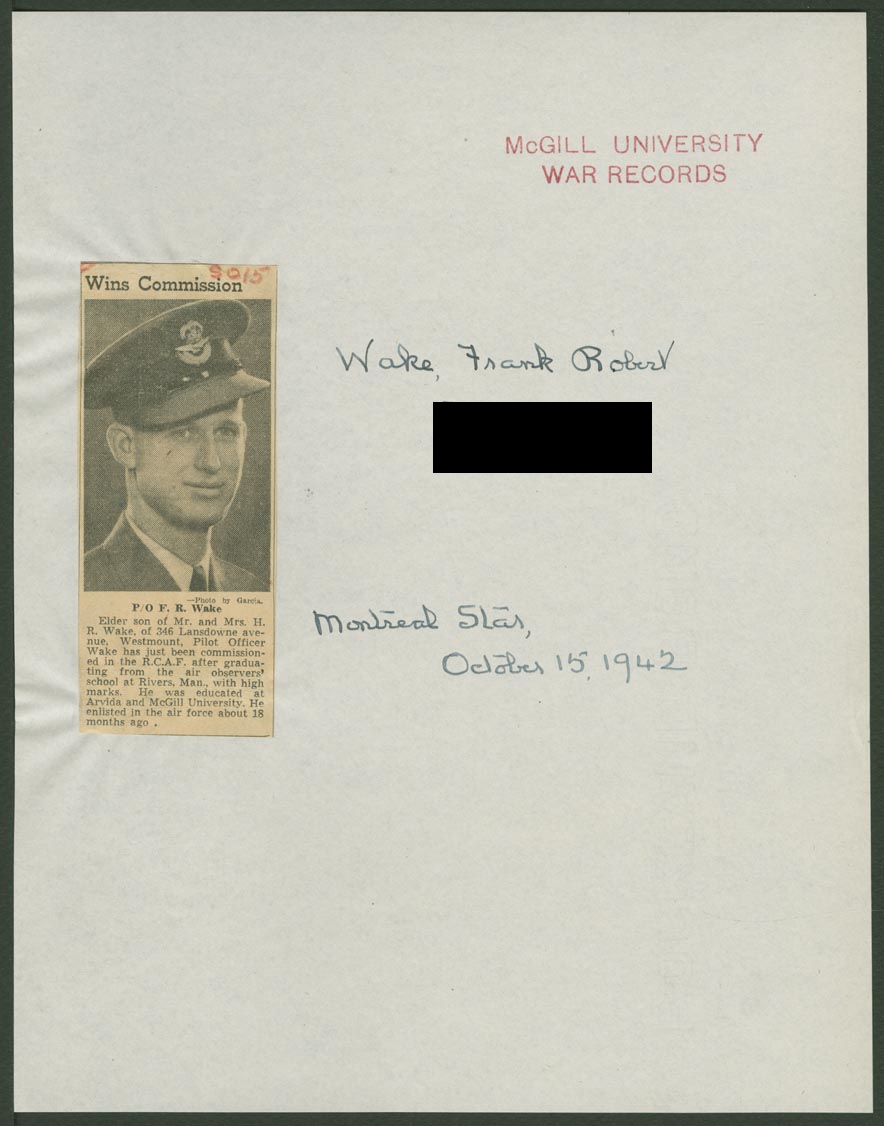 McGILL UNIVERSITY
WAR RECORDS
Wins Commission
—Photo by Garcia.
P/O F. R. Wake
Elder son of Mr. and Mrs. H.
R. Wake, of 346 Lansdowne ave-
nue, Westmount, Pilot Officer
Wake has just been commission-
ed in the R.C.A.F. after gradua-
ting from the air observers'
school at Rivers, Man., with high
marks. He was educated at
Arvida and McGill University. He
enlisted in the air force about 18
months ago .
Wake, Frank Robert
Montreal Star,
October 15, 1942